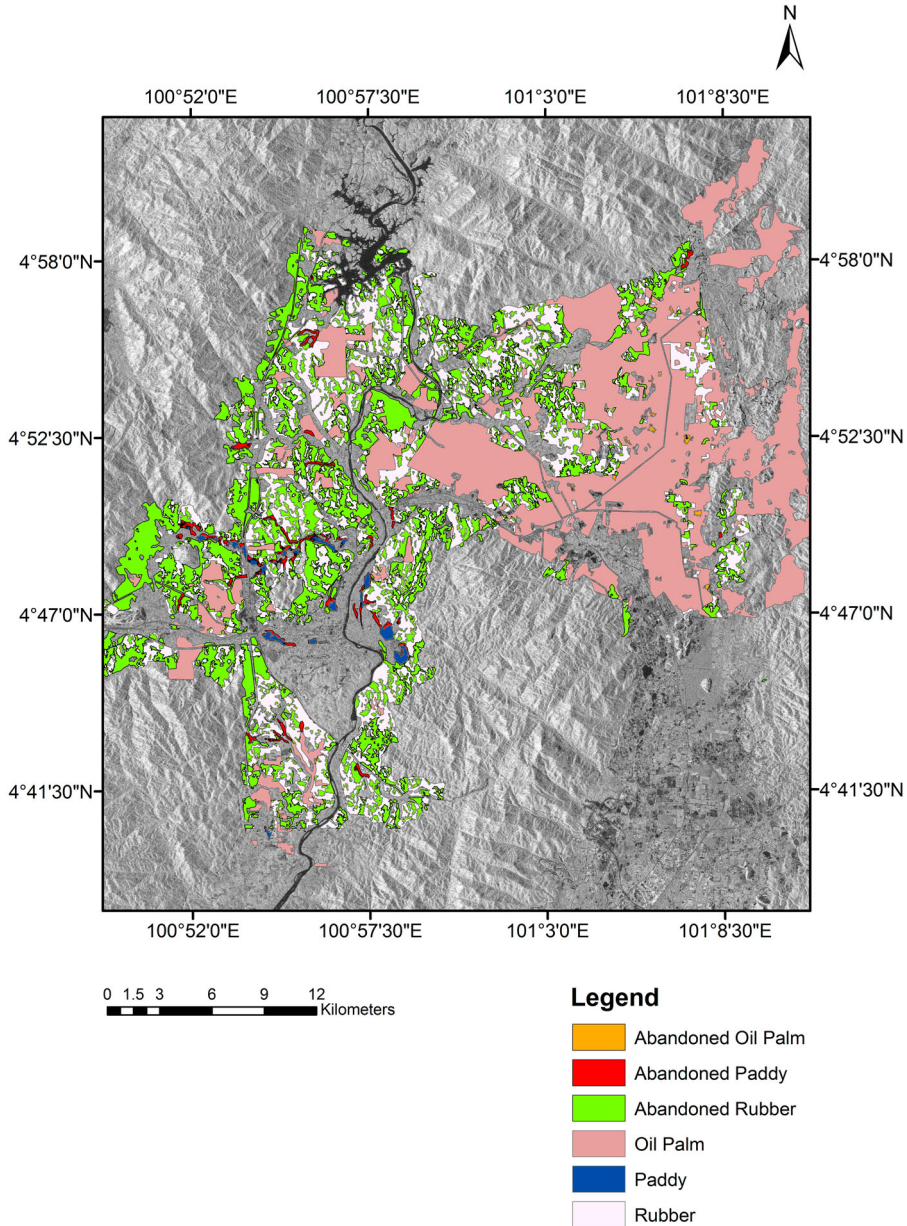 N
100°52'0"E 100°57'30"E 101°3'0"E 101°8'30"E
4°58'0"N 4°58'0"N
4°52'30"N 4°52'30"N
4°47'0"N 4°47'0"N
4°41'30"N 4°41'30"N
100°52'0"E 100°57'30"E 101°3'0"E 101°8'30"E
0 1.5 3 6 9 12
Kilometers
Legend
Abandoned Oil Palm
Abandoned Paddy
Abandoned Rubber
Oil Palm
Paddy
Rubber